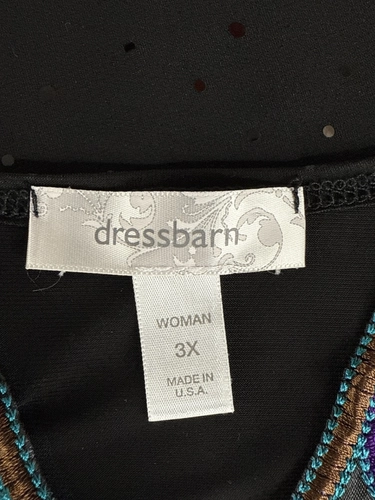 dressbarn
WOMAN
3X
MADE IN
U.S.A.